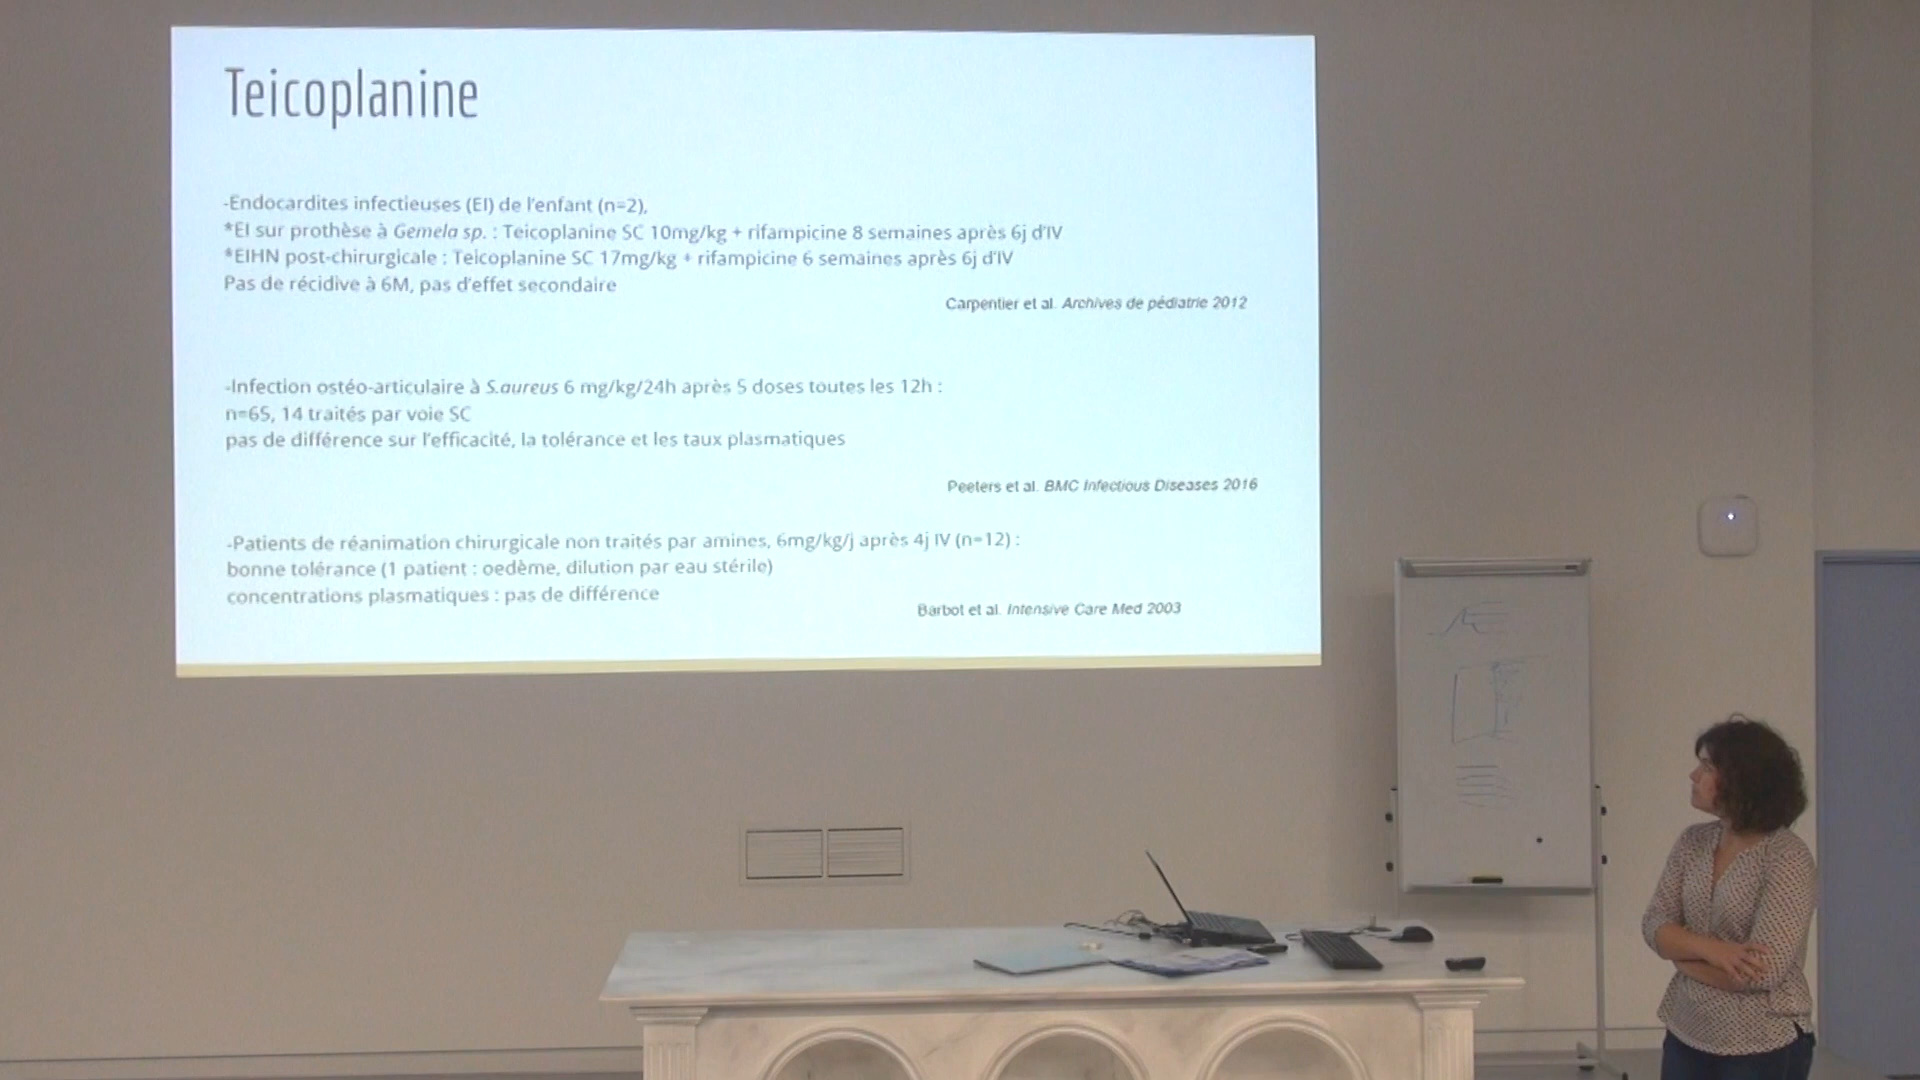 Teicoplanine
-Endocardites infectieuses (EI) de l'enfant (n=2),
*EI sur prothèse à Gemela sp. : Teicoplanine SC 10mg/kg + rifampicine 8 semaines après 6j d'IV
*EIHN post-chirurgicale : Teicoplanine SC 17mg/kg + rifampicine 6 semaines après 6j d'IV
Pas de récidive à 6M, pas d'effet secondaire
Carpentier et al. Archives de pédiatrie 2012
-Infection ostéo-articulaire à S.aureus 6 mg/kg/24h après 5 doses toutes les 12h :
n=65, 14 traités par voie SC
pas de différence sur l'efficacité, la tolérance et les taux plasmatiques
Peeters et al. BMC Infectious Diseases 2016
-Patients de réanimation chirurgicale non traités par amines, 6mg/kg/j après 4j IV (n=12) :
bonne tolérance (1 patient : oedème, dilution par eau stérile)
concentrations plasmatiques : pas de différence
Barbot et al. Intensive Care Med 2003